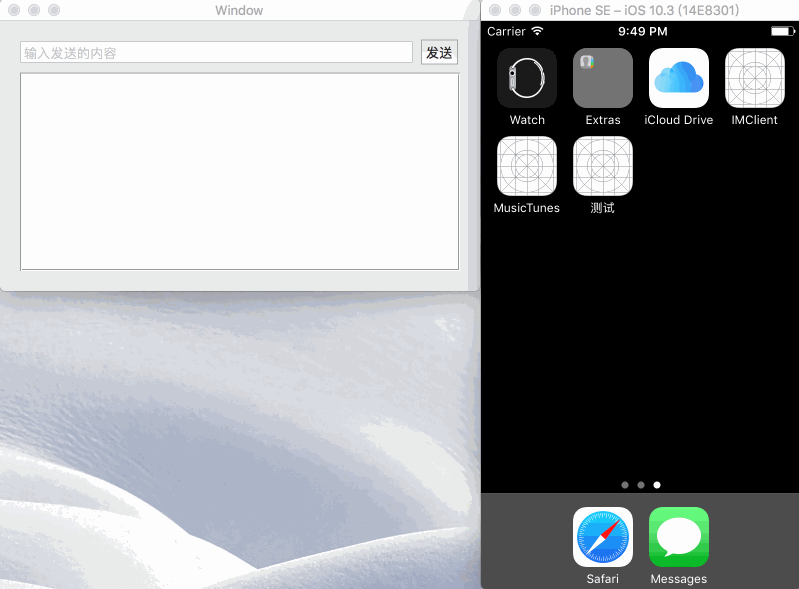 Window
输入发送的内容
发送
iPhone SE – iOS 10.3 (14E8301)
Carrier
9:49 PM
Watch
Extras
iCloud Drive
IMClient
MusicTunes
测试
Safari
Messages